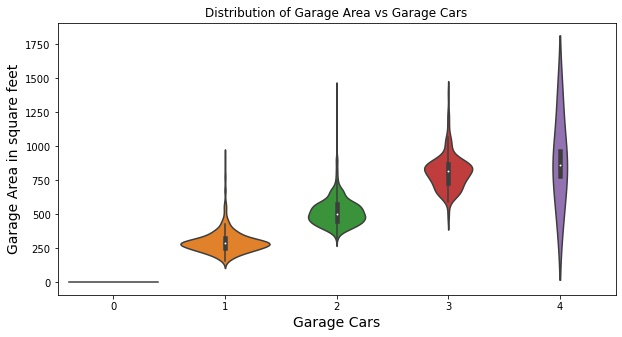 Distribution of Garage Area vs Garage Cars
Garage Area in square feet
1750
1500
1250
1000
750
500
250
0
0 1 2 3 4
Garage Cars